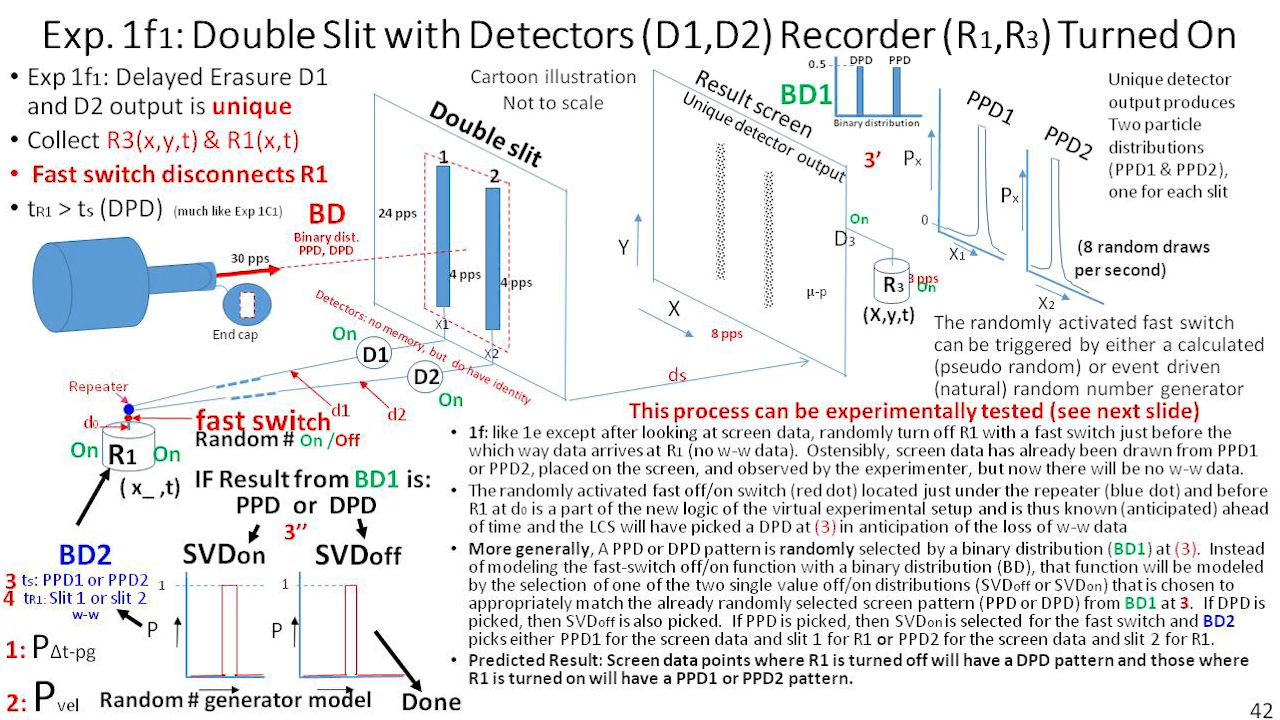 Exp. 1f1: Double Slit with Detectors (D1,D2) Recorder (R1,R3) Turned On
• Exp 1f1: Delayed Erasure D1
and D2 output is unique
• Collect R3(x,y,t) & R1(x,t)
• Fast switch disconnects R1
• tR1 > ts (DPD) (much like Exp 1C1)
BD
Binary dist.
PPD, DPD
30 pps
End cap
Cartoon illustration
Not to scale
Double slit
1
2
24 pps
4 pps
4 pps
X1
X2
Detectors: no memory, but do have identity
On
D1
D2
On
Result screen
Unique detector output
Y
X
8 pps
ds
μ-p
BD1
0.5
DPD PPD
Binary distribution
3’
On
D3
R3
8 pps
On
(X,y,t)
PPD1
Px
0
X1
PPD2
Px
X2
Unique detector
output produces
Two particle
distributions
(PPD1 & PPD2),
one for each slit
(8 random draws
per second)
The randomly activated fast switch
can be triggered by either a calculated
(pseudo random) or event driven
(natural) random number generator
Repeater
d0
fast switch
d1
d2
Random # On /Off
On
R1
On
( x_ ,t)
IF Result from BD1 is:
PPD or DPD
3’’
BD2
SVDon
SVDoff
3 ts: PPD1 or PPD2
4 tR1: Slit 1 or slit 2
w-w
1
1
P
P
1: PΔt-pg
2: Pvel
Random # generator model
Done
This process can be experimentally tested (see next slide)
• 1f: like 1e except after looking at screen data, randomly turn off R1 with a fast switch just before the
which way data arrives at R1 (no w-w data). Ostensibly, screen data has already been drawn from PPD1
or PPD2, placed on the screen, and observed by the experimenter, but now there will be no w-w data.
• The randomly activated fast off/on switch (red dot) located just under the repeater (blue dot) and before
R1 at d0 is a part of the new logic of the virtual experimental setup and is thus known (anticipated) ahead
of time and the LCS will have picked a DPD at (3) in anticipation of the loss of w-w data
• More generally, A PPD or DPD pattern is randomly selected by a binary distribution (BD1) at (3). Instead
of modeling the fast-switch off/on function with a binary distribution (BD), that function will be modeled
by the selection of one of the two single value off/on distributions (SVDoff or SVDon) that is chosen to
appropriately match the already randomly selected screen pattern (PPD or DPD) from BD1 at 3. If DPD is
picked, then SVDoff is also picked. If PPD is picked, then SVDon is selected for the fast switch and BD2
picks either PPD1 for the screen data and slit 1 for R1 or PPD2 for the screen data and slit 2 for R1.
• Predicted Result: Screen data points where R1 is turned off will have a DPD pattern and those where
R1 is turned on will have a PPD1 or PPD2 pattern.
42